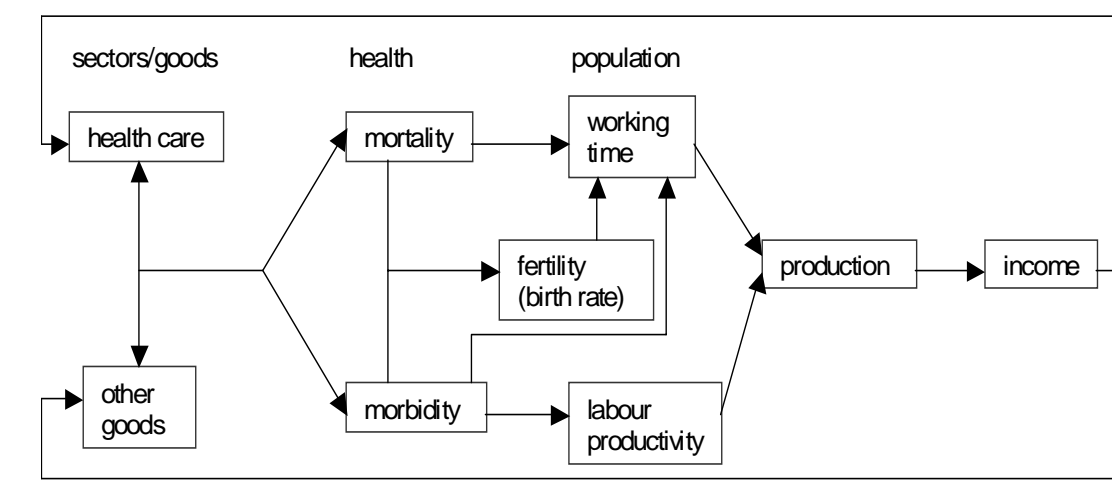 sectors/goods
health
population
health care
mortality
working
time
fertility
(birth rate)
production
income
other
goods
morbidity
labour
productivity